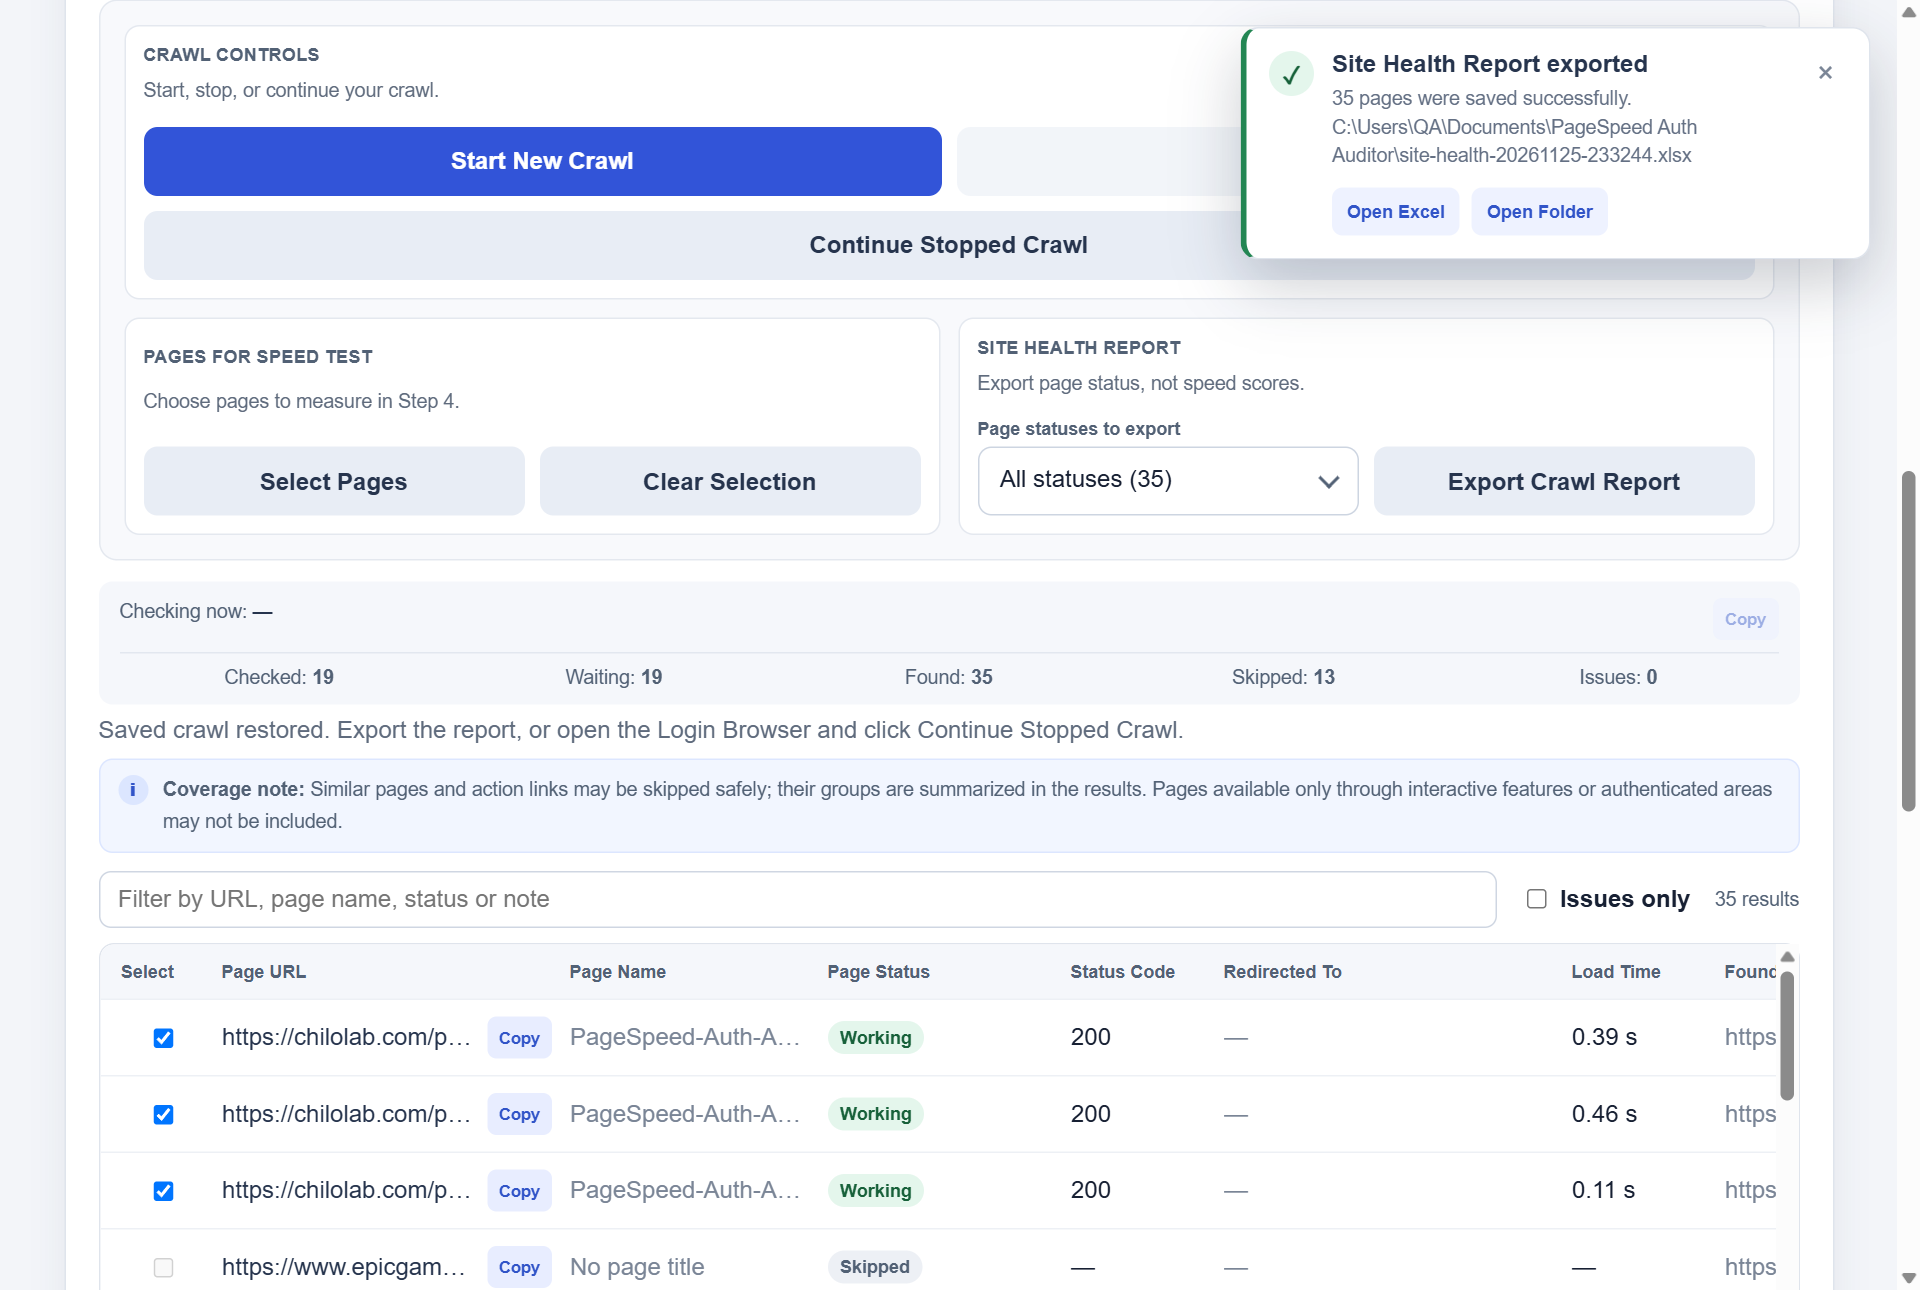 CRAWL CONTROLS
Start, stop, or continue your crawl.
Start New Crawl
Continue Stopped Crawl
✓
Site Health Report exported
×
35 pages were saved successfully.
C:\Users\QA\Documents\PageSpeed Auth
Auditor\site-health-20261125-233244.xlsx
Open Excel
Open Folder
PAGES FOR SPEED TEST
Choose pages to measure in Step 4.
Select Pages
Clear Selection
SITE HEALTH REPORT
Export page status, not speed scores.
Page statuses to export
All statuses (35)
Export Crawl Report
Checking now: —
Copy
Checked: 19 Waiting: 19 Found: 35 Skipped: 13 Issues: 0
Saved crawl restored. Export the report, or open the Login Browser and click Continue Stopped Crawl.
i
Coverage note: Similar pages and action links may be skipped safely; their groups are summarized in the results. Pages available only through interactive features or authenticated areas
may not be included.
Filter by URL, page name, status or note
Issues only
35 results
Select Page URL Page Name Page Status Status Code Redirected To Load Time Found
https://chilolab.com/p… Copy PageSpeed-Auth-A… Working 200 — 0.39 s https
https://chilolab.com/p… Copy PageSpeed-Auth-A… Working 200 — 0.46 s https
https://chilolab.com/p… Copy PageSpeed-Auth-A… Working 200 — 0.11 s https
https://www.epicgam… Copy No page title Skipped — — — https